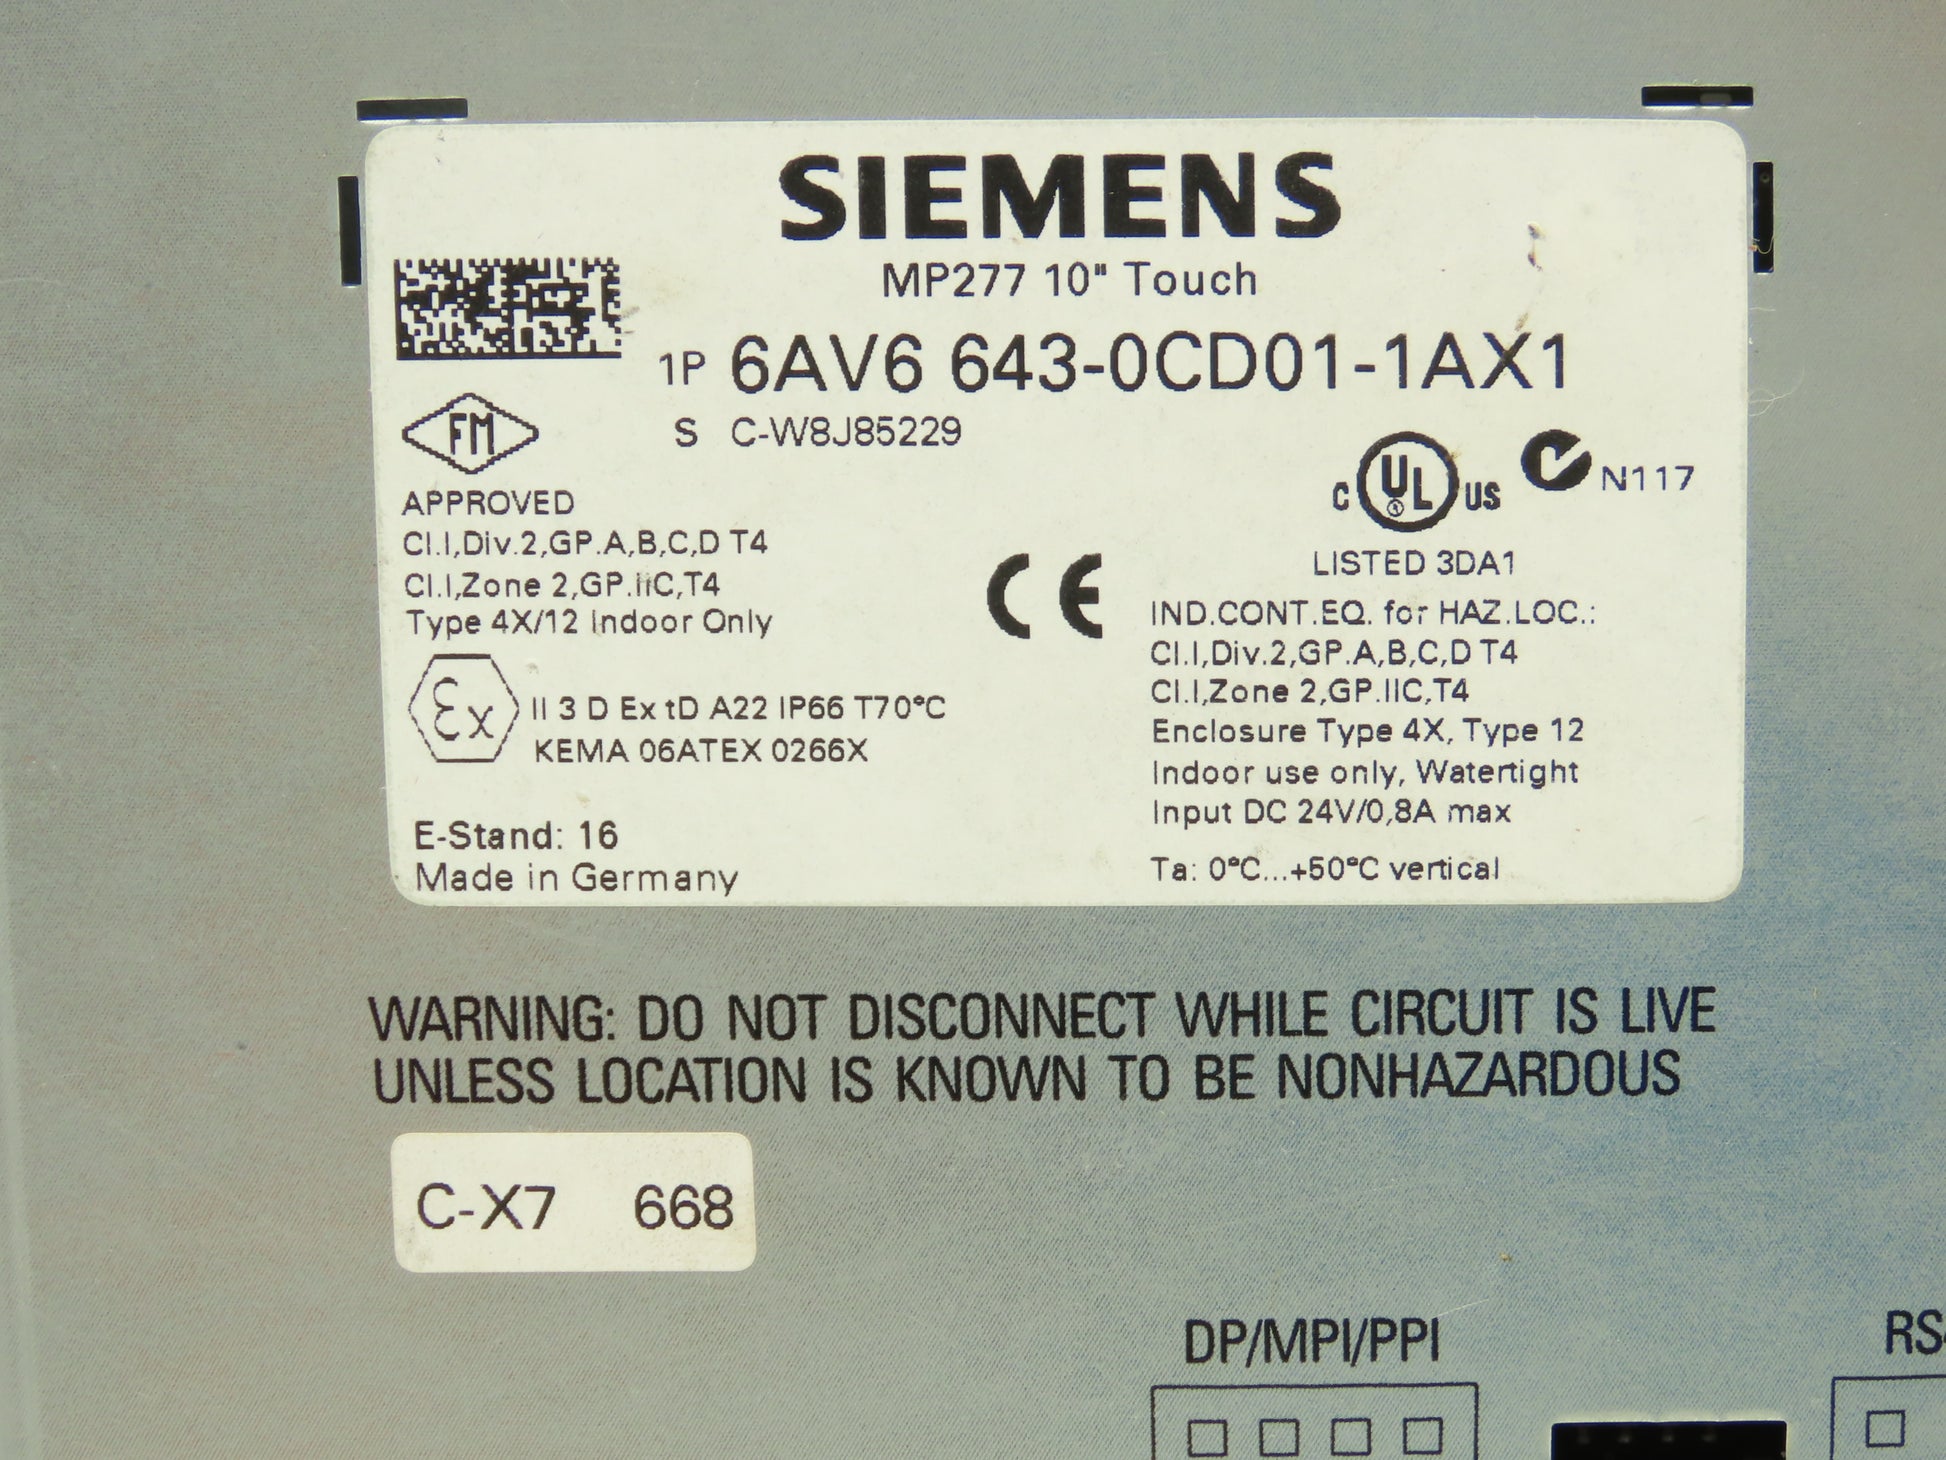 SIEMENS
MP277 10" Touch
1P 6AV6 643-0CD01-1AX1
S C-W8J85229
FM
APPROVED
Cl.I,Div.2,GP.A,B,C,D T4
Cl.I,Zone 2,GP.IIC,T4
Type 4X/12 Indoor Only
Ex II 3 D Ex tD A22 IP66 T70°C
KEMA 06ATEX 0266X
E-Stand: 16
Made in Germany
CE
C UL ® US N117
LISTED 3DA1
IND.CONT.EQ. for HAZ.LOC.:
Cl.I,Div.2,GP.A,B,C,D T4
Cl.I,Zone 2,GP.IIC,T4
Enclosure Type 4X, Type 12
Indoor use only, Watertight
Input DC 24V/0,8A max
Ta: 0°C...+50°C vertical
WARNING: DO NOT DISCONNECT WHILE CIRCUIT IS LIVE
UNLESS LOCATION IS KNOWN TO BE NONHAZARDOUS
C-X7 668
DP/MPI/PPI